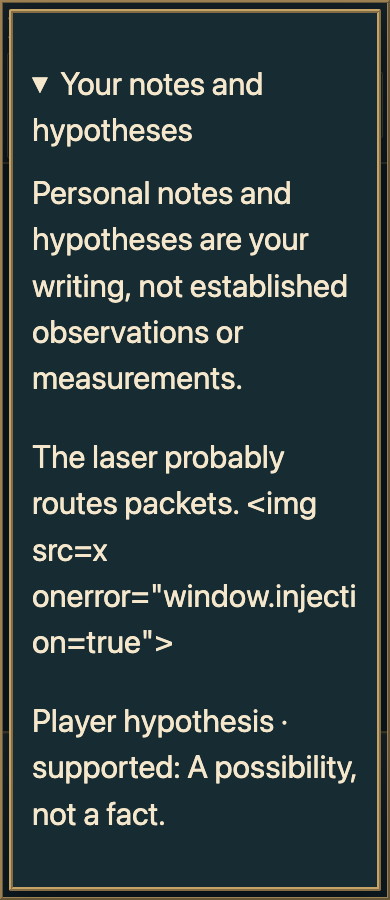 ▼ Your notes and
hypotheses
Personal notes and
hypotheses are your
writing, not established
observations or
measurements.
The laser probably
routes packets. <img
src=x
onerror="window.injecti
on=true">
Player hypothesis ·
supported: A possibility,
not a fact.